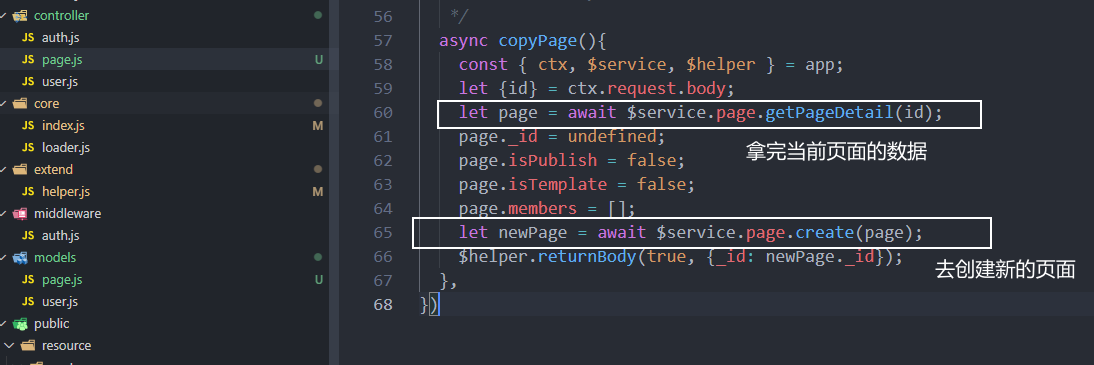 controller
JS auth.js
JS page.js U
JS user.js
core
JS index.js M
JS loader.js
extend
JS helper.js M
middleware
JS auth.js
models
JS page.js U
JS user.js
public
resource
56 */
57 async copyPage(){
58 const { ctx, $service, $helper } = app;
59 let {id} = ctx.request.body;
60 let page = await $service.page.getPageDetail(id);
61 page._id = undefined;
拿完当前页面的数据
62 page.isPublish = false;
63 page.isTemplate = false;
64 page.members = [];
65 let newPage = await $service.page.create(page);
66 $helper.returnBody(true, {_id: newPage._id});
去创建新的页面
67 },
68 })